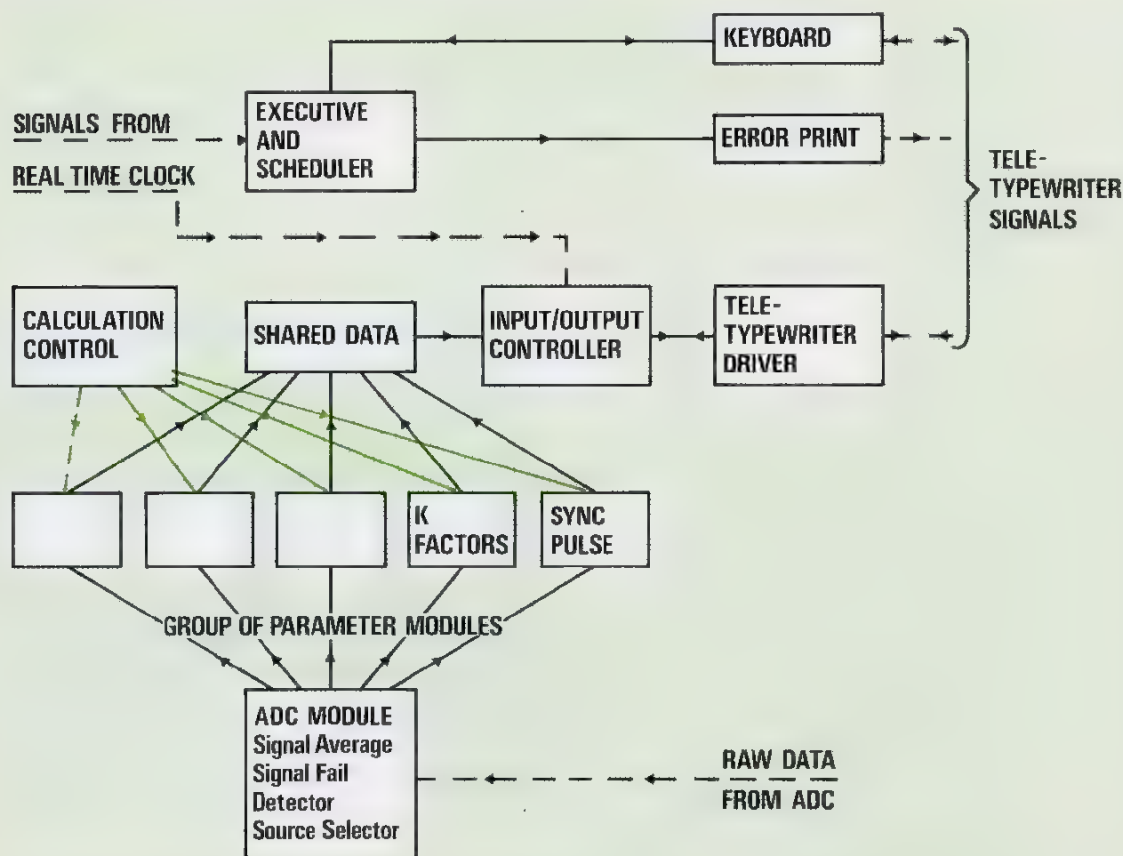 KEYBOARD
EXECUTIVE
AND
SCHEDULER
SIGNALS FROM
REAL TIME CLOCK
ERROR PRINT
TELE-
TYPEWRITER
SIGNALS
CALCULATION
CONTROL
SHARED DATA
INPUT/OUTPUT
CONTROLLER
TELE-
TYPEWRITER
DRIVER
K
FACTORS
SYNC
PULSE
GROUP OF PARAMETER MODULES
ADC MODULE
Signal Average
Signal Fail
Detector
Source Selector
RAW DATA
FROM ADC